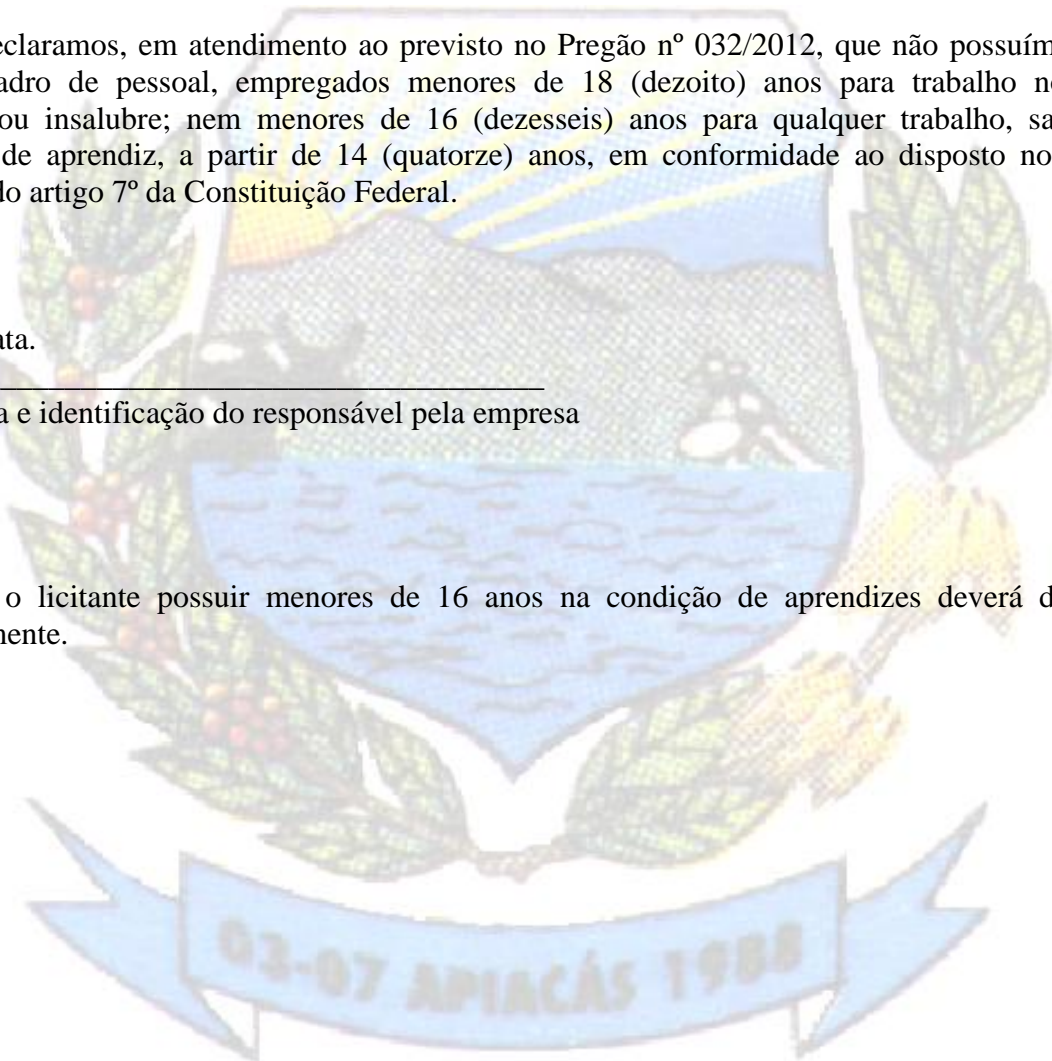 eclaramos, em atendimento ao previsto no Pregão nº 032/2012, que não possuím
adro de pessoal, empregados menores de 18 (dezoito) anos para trabalho no
ou insalubre; nem menores de 16 (dezesseis) anos para qualquer trabalho, sa
de aprendiz, a partir de 14 (quatorze) anos, em conformidade ao disposto no
do artigo 7º da Constituição Federal.
ata.
__________________________________
a e identificação do responsável pela empresa
o licitante possuir menores de 16 anos na condição de aprendizes deverá d
mente.
03-07 APIACÁS 1988